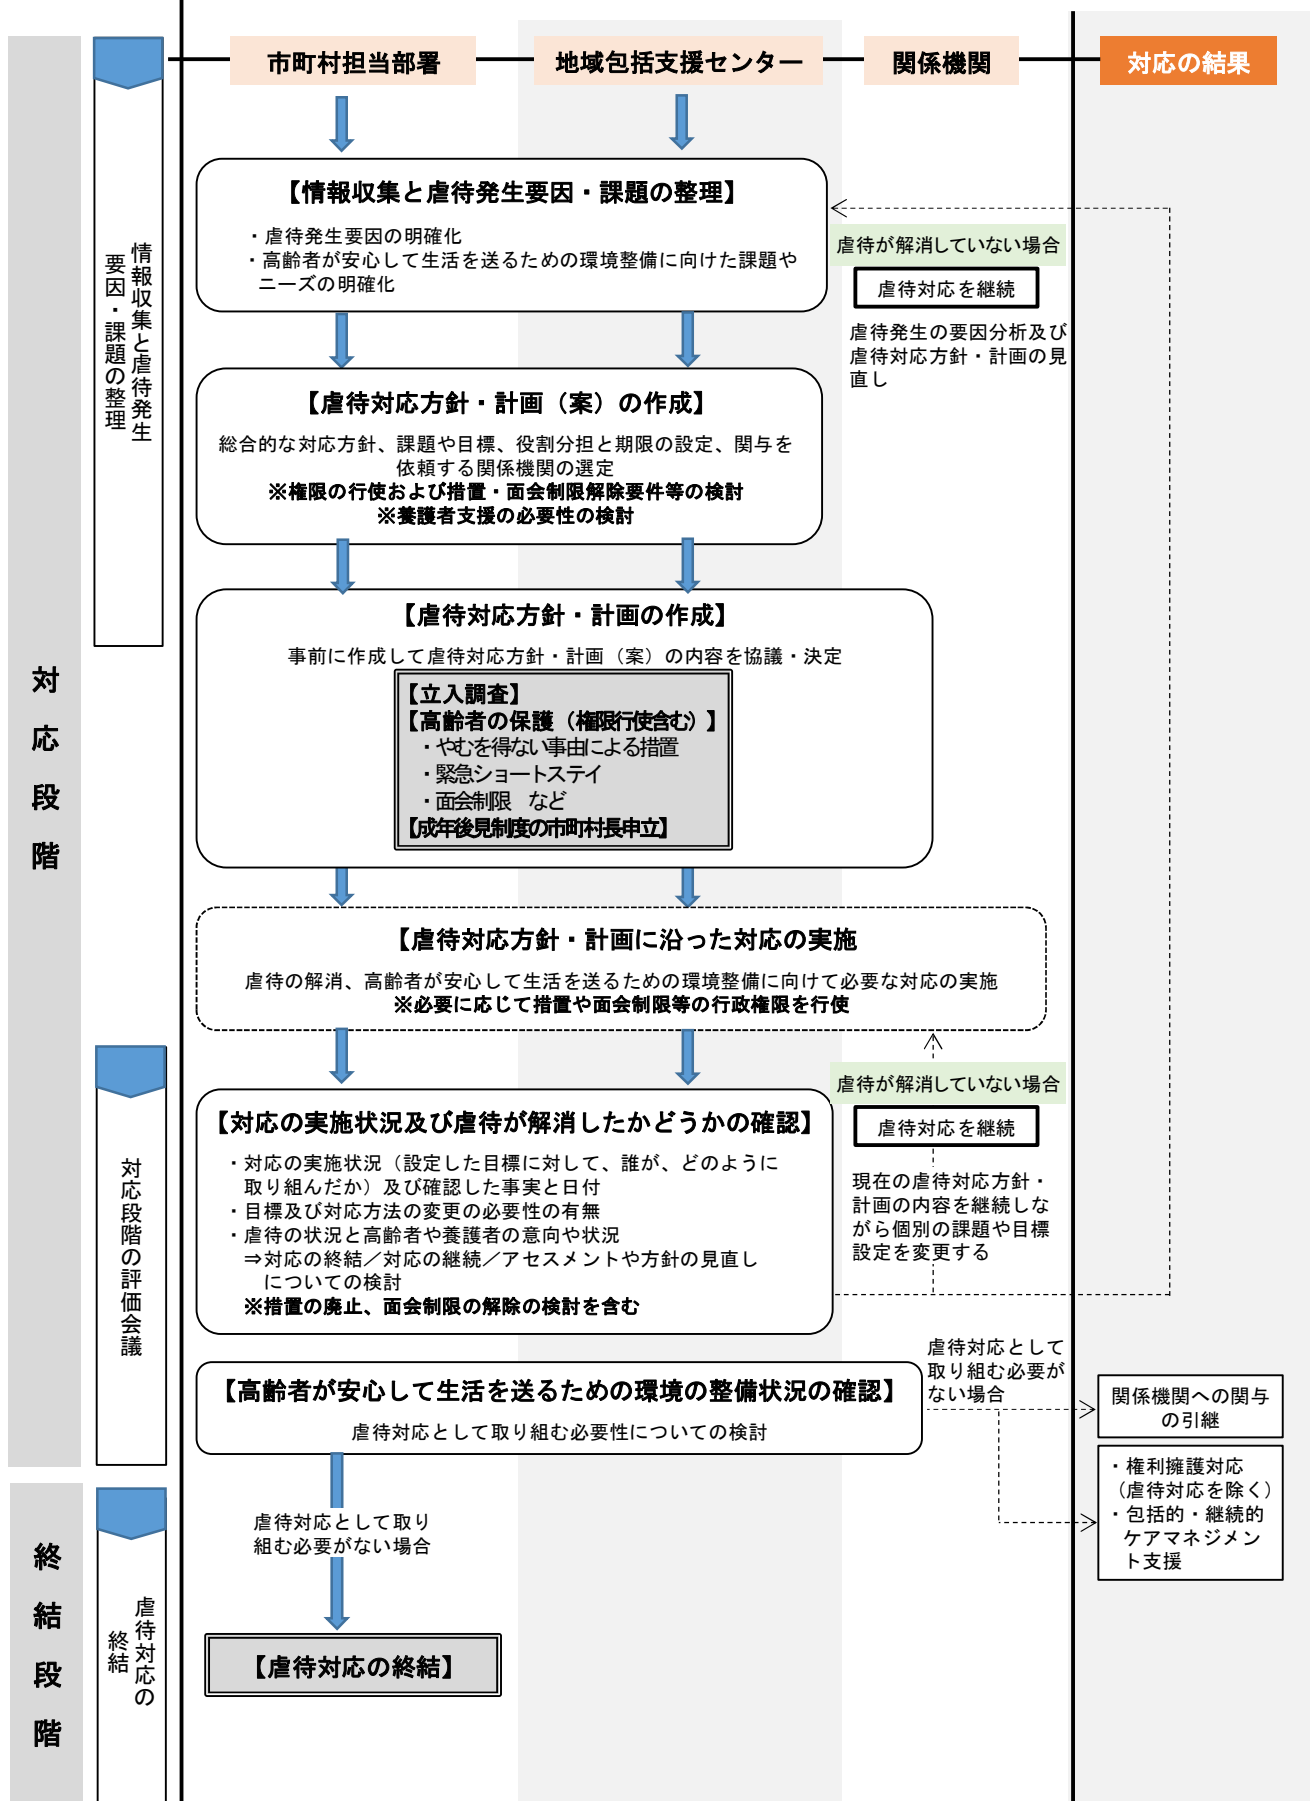 市町村担当部署
地域包括支援センター
関係機関
対応の結果
対応段階
情報収集と虐待発生
要因・課題の整理
【情報収集と虐待発生要因・課題の整理】
・虐待発生要因の明確化
・高齢者が安心して生活を送るための環境整備に向けた課題や
ニーズの明確化
虐待が解消していない場合
虐待対応を継続
虐待発生の要因分析及び
虐待対応方針・計画の見
直し
【虐待対応方針・計画（案）の作成】
総合的な対応方針、課題や目標、役割分担と期限の設定、関与を
依頼する関係機関の選定
※権限の行使および措置・面会制限解除要件等の検討
※養護者支援の必要性の検討
【虐待対応方針・計画の作成】
事前に作成して虐待対応方針・計画（案）の内容を協議・決定
【立入調査】
【高齢者の保護（権限行使含む）】
・やむを得ない事由による措置
・緊急ショートステイ
・面会制限　など
【成年後見制度の市町村長申立】
【虐待対応方針・計画に沿った対応の実施
虐待の解消、高齢者が安心して生活を送るための環境整備に向けて必要な対応の実施
※必要に応じて措置や面会制限等の行政権限を行使
対応段階の評価会議
【対応の実施状況及び虐待が解消したかどうかの確認】
・対応の実施状況（設定した目標に対して、誰が、どのように
取り組んだか）及び確認した事実と日付
・目標及び対応方法の変更の必要性の有無
・虐待の状況と高齢者や養護者の意向や状況
⇒対応の終結／対応の継続／アセスメントや方針の見直し
についての検討
※措置の廃止、面会制限の解除の検討を含む
虐待が解消していない場合
虐待対応を継続
現在の虐待対応方針・
計画の内容を継続しな
がら個別の課題や目標
設定を変更する
【高齢者が安心して生活を送るための環境の整備状況の確認】
虐待対応として取り組む必要性についての検討
虐待対応として
取り組む必要が
ない場合
関係機関への関与
の引継
・権利擁護対応
（虐待対応を除く）
・包括的・継続的
ケアマネジメン
ト支援
終結段階
虐待対応の
終結
虐待対応として取り
組む必要がない場合
【虐待対応の終結】